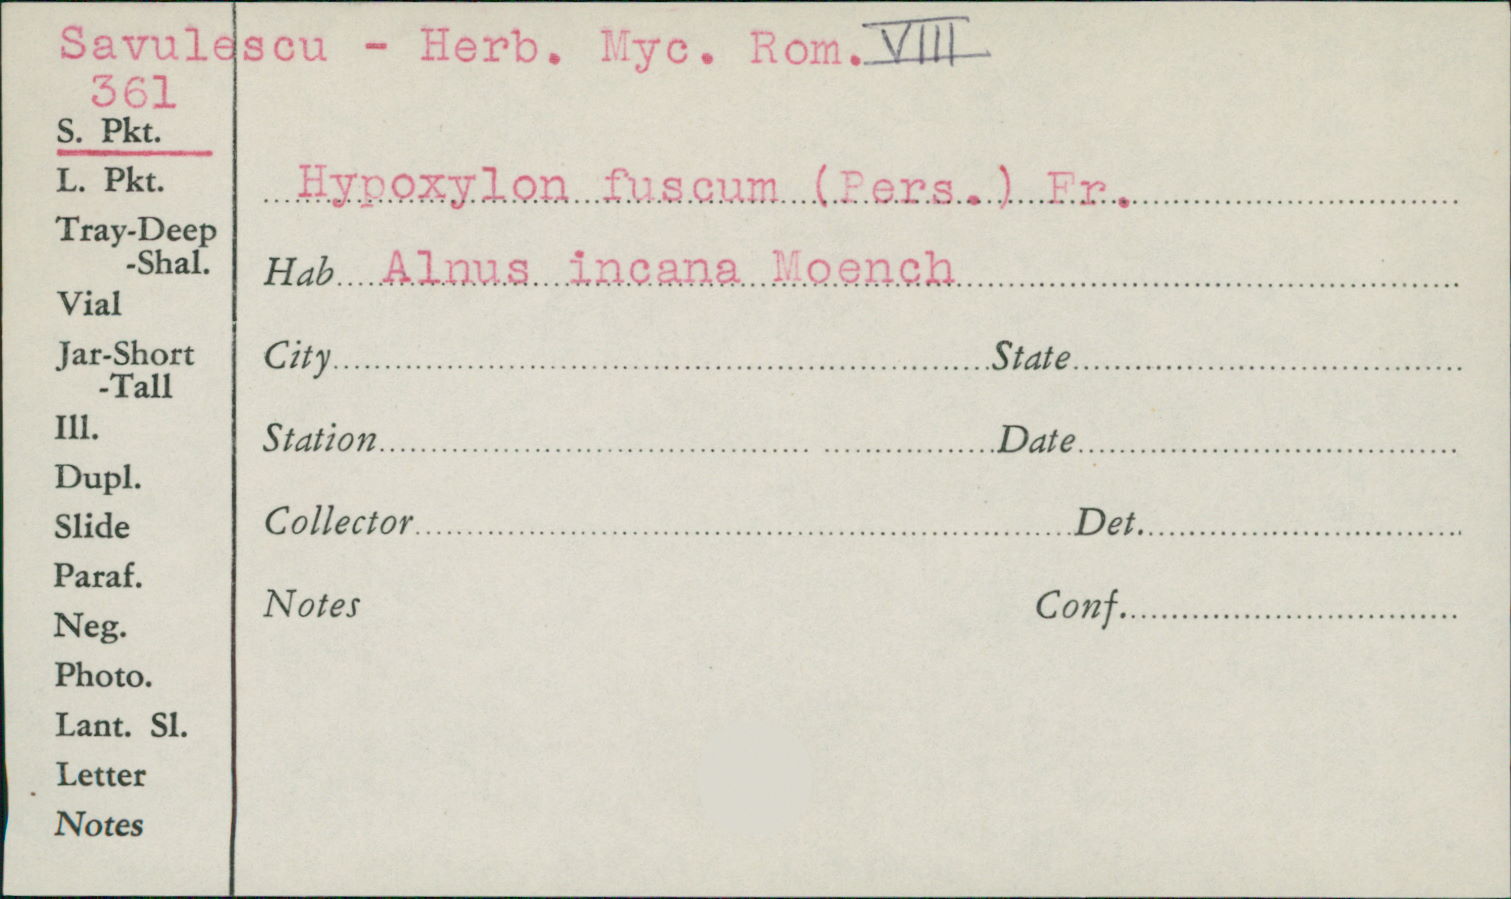 Savulescu - Herb. Myc. Rom. VIII
361
S. Pkt.
L. Pkt.
Tray-Deep
-Shal.
Vial
Jar-Short
-Tall
Ill.
Dupl.
Slide
Paraf.
Neg.
Photo.
Lant. Sl.
Letter
Notes
Hypoxylon fuscum (Pers.) Fr.
Hab. Alnus incana Moench
City State
Station Date
Collector Det.
Notes Conf.